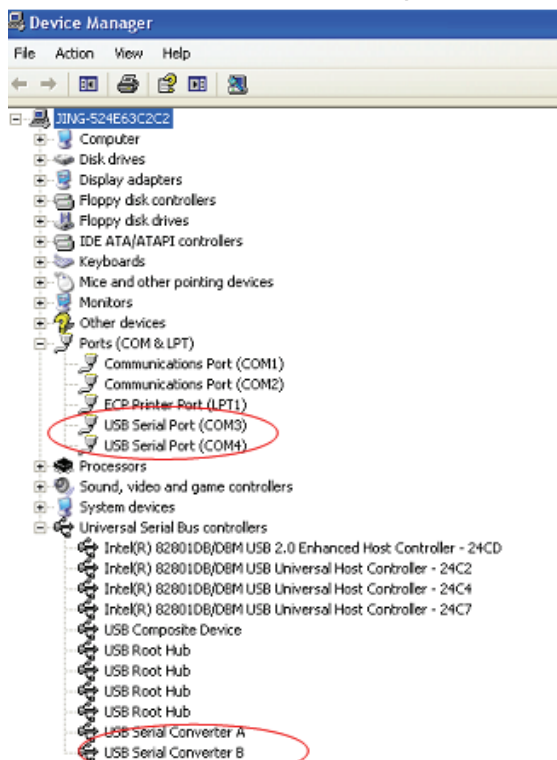 Device Manager
File Action View Help
JING-524E63C2C2
Computer
Disk drives
Display adapters
Floppy disk controllers
Floppy disk drives
IDE ATA/ATAPI controllers
Keyboards
Mice and other pointing devices
Monitors
Other devices
Ports (COM & LPT)
Communications Port (COM1)
Communications Port (COM2)
ECP Printer Port (LPT1)
USB Serial Port (COM3)
USB Serial Port (COM4)
Processors
Sound, video and game controllers
System devices
Universal Serial Bus controllers
Intel(R) 82801DB/DBM USB 2.0 Enhanced Host Controller - 24CD
Intel(R) 82801DB/DBM USB Universal Host Controller - 24C2
Intel(R) 82801DB/DBM USB Universal Host Controller - 24C4
Intel(R) 82801DB/DBM USB Universal Host Controller - 24C7
USB Composite Device
USB Root Hub
USB Root Hub
USB Root Hub
USB Root Hub
USB Serial Converter A
USB Serial Converter B